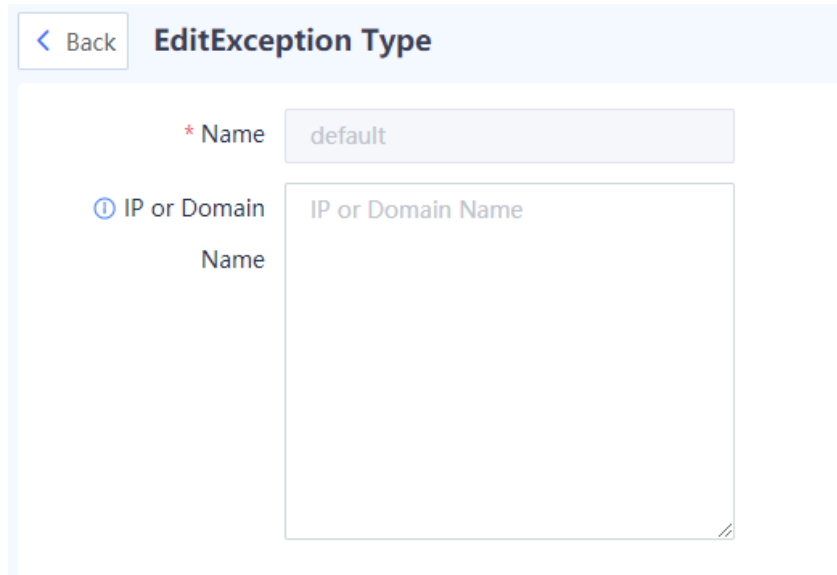 Back EditException Type
* Name default
IP or Domain IP or Domain Name
Name